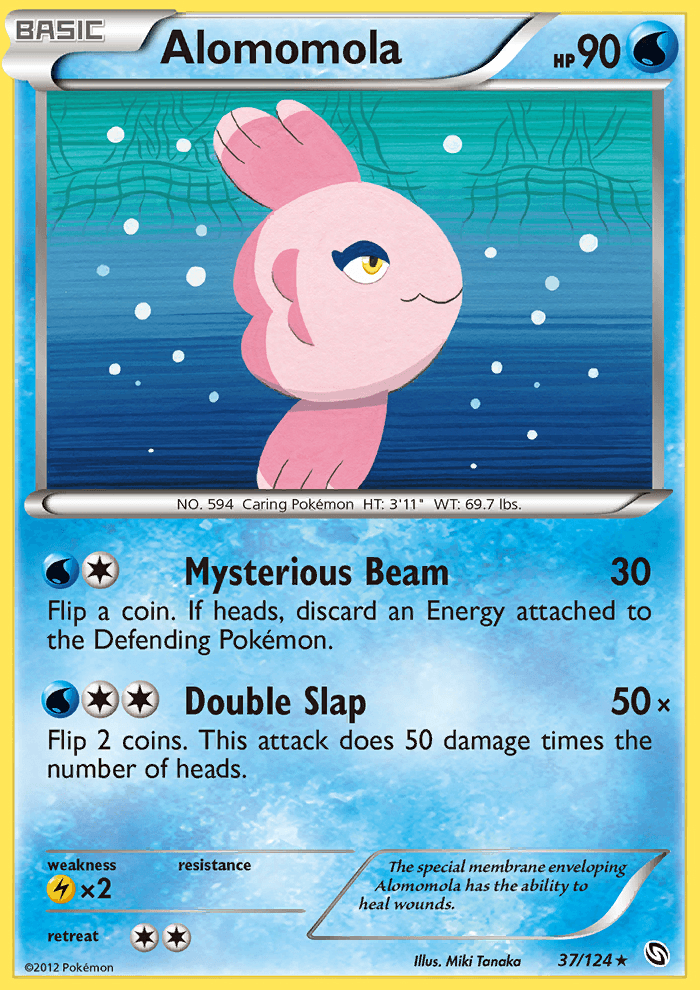 BASIC
Alomomola
HP 90
NO. 594 Caring Pokémon HT: 3'11" WT: 69.7 lbs.
Mysterious Beam 30
Flip a coin. If heads, discard an Energy attached to
the Defending Pokémon.
Double Slap 50×
Flip 2 coins. This attack does 50 damage times the
number of heads.
weakness resistance
×2
The special membrane enveloping
Alomomola has the ability to
heal wounds.
retreat
©2012 Pokémon
Illus. Miki Tanaka 37/124 ★